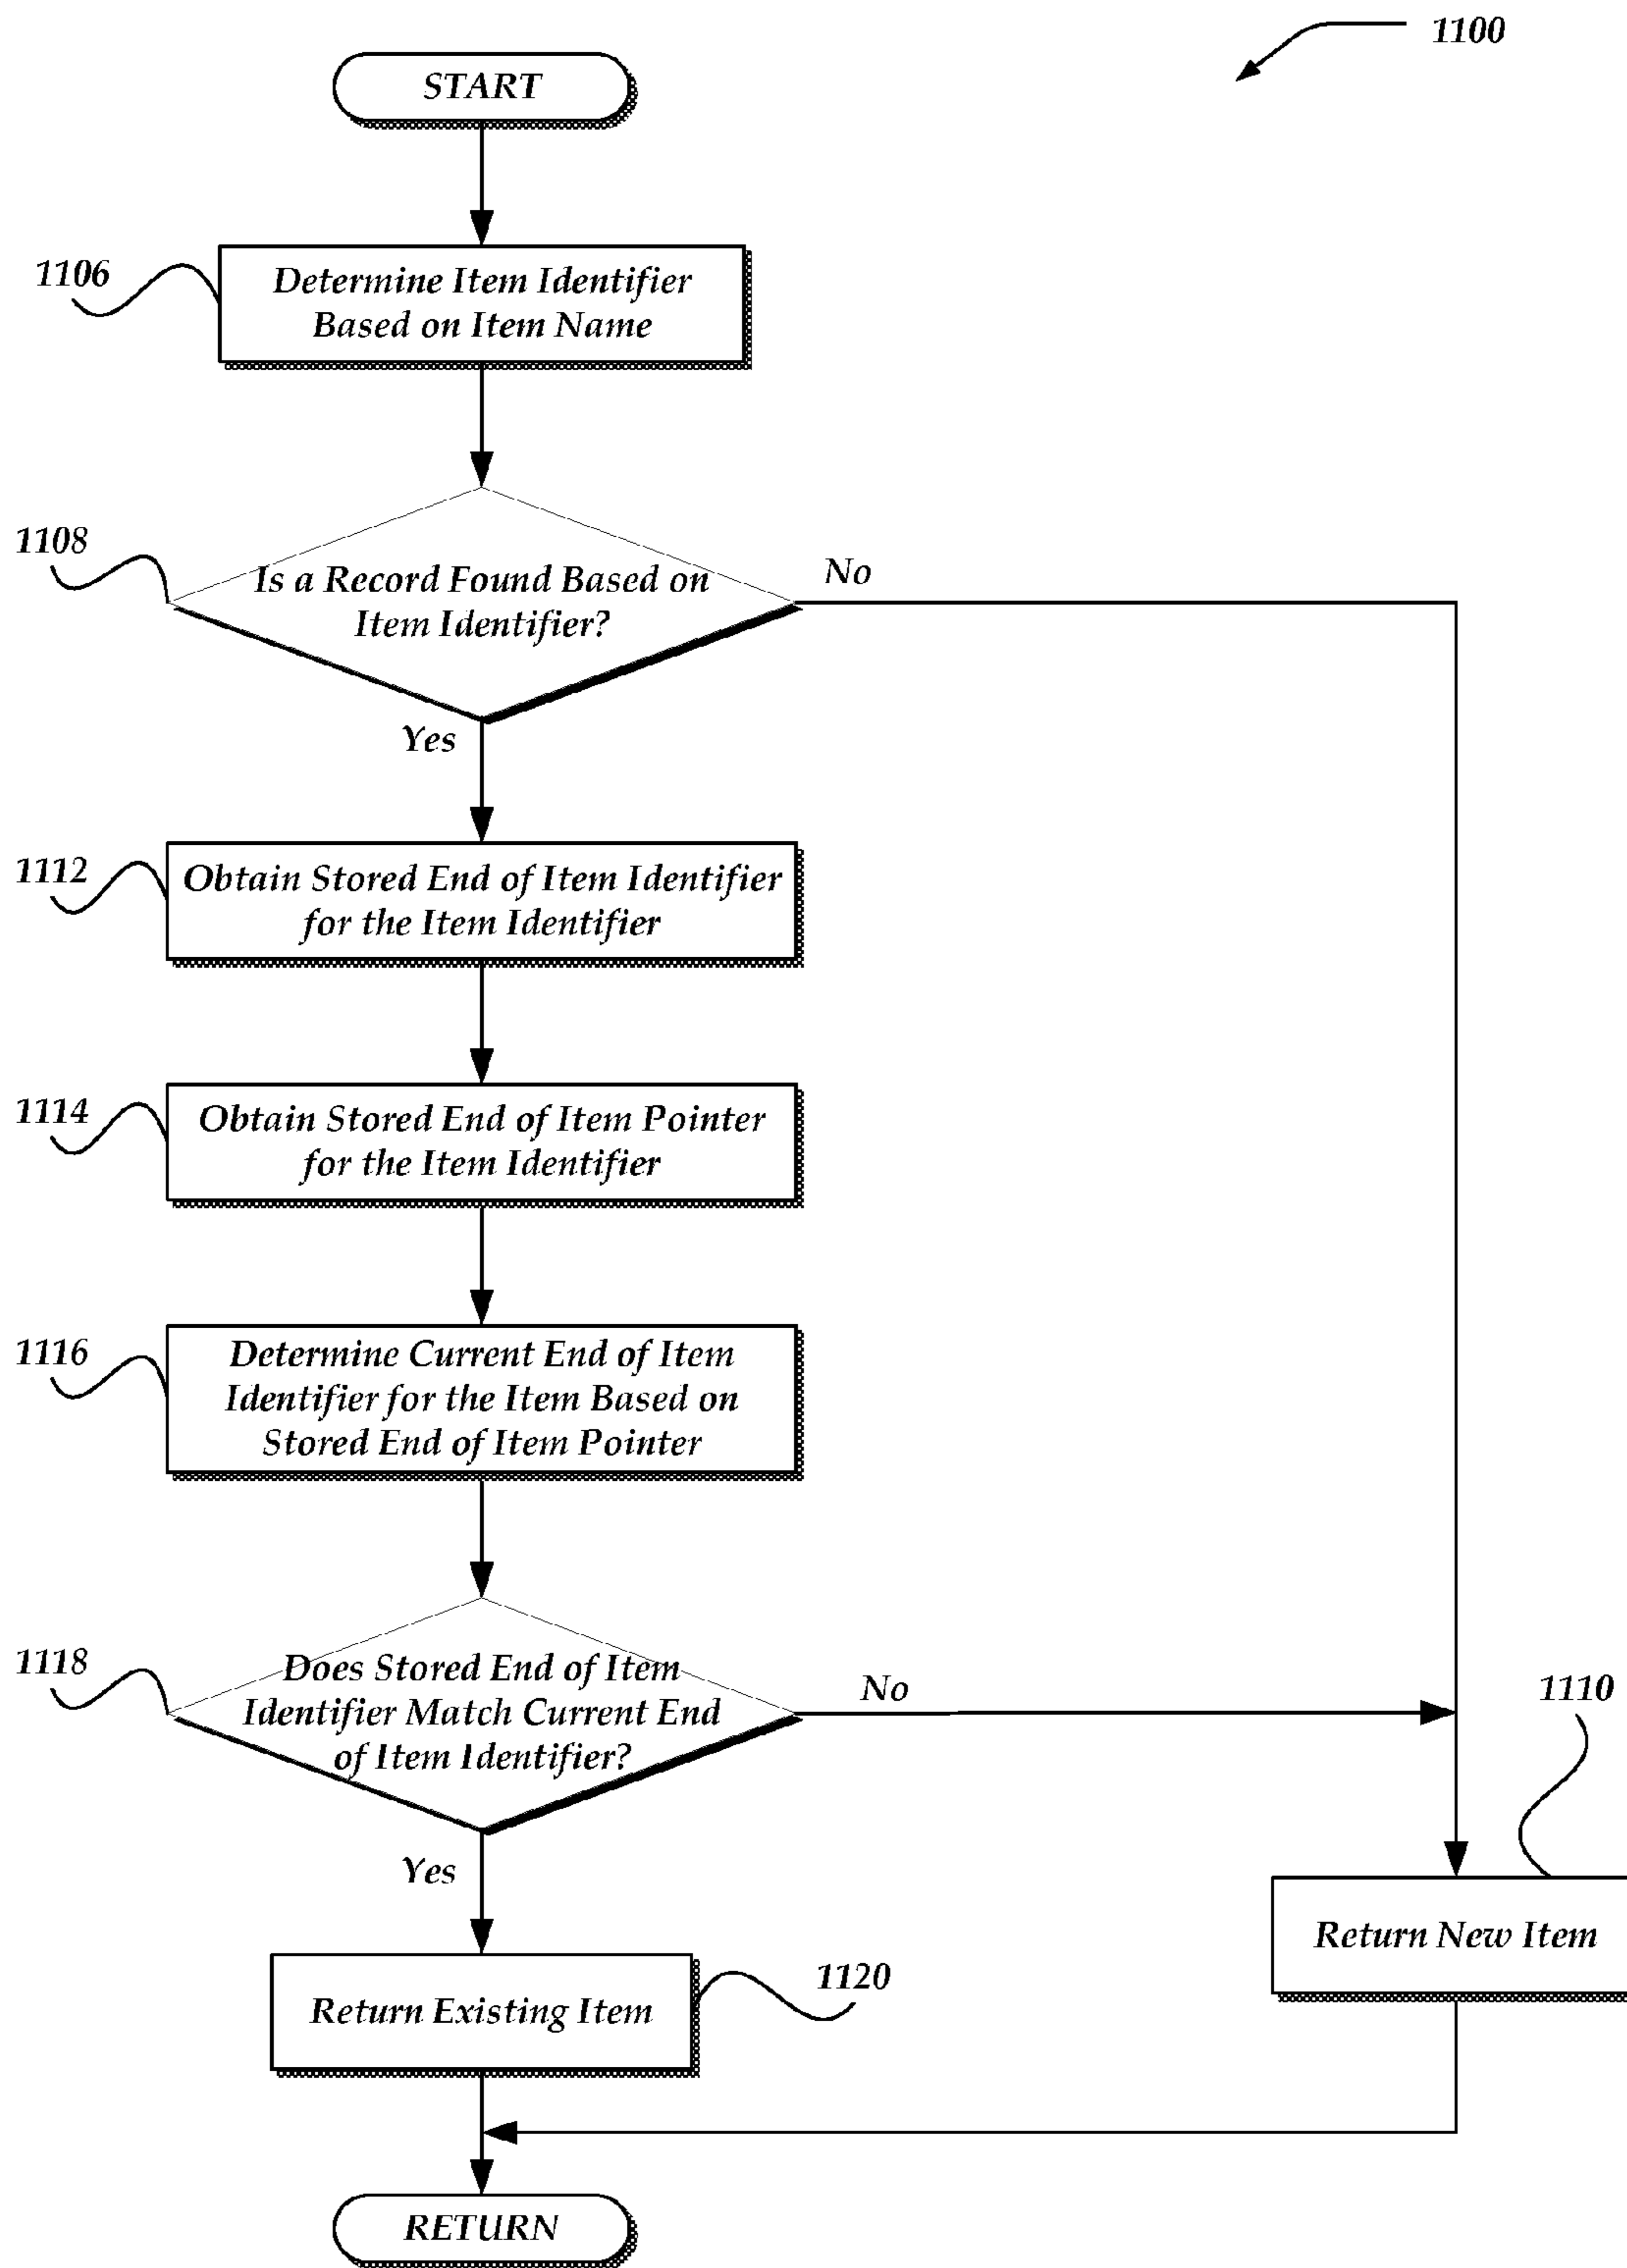 1100
START
1106
Determine Item Identifier
Based on Item Name
1108
Is a Record Found Based on
Item Identifier?
No
Yes
1112
Obtain Stored End of Item Identifier
for the Item Identifier
1114
Obtain Stored End of Item Pointer
for the Item Identifier
1116
Determine Current End of Item
Identifier for the Item Based on
Stored End of Item Pointer
1118
Does Stored End of Item
Identifier Match Current End
of Item Identifier?
No
Yes
1110
Return New Item
1120
Return Existing Item
RETURN